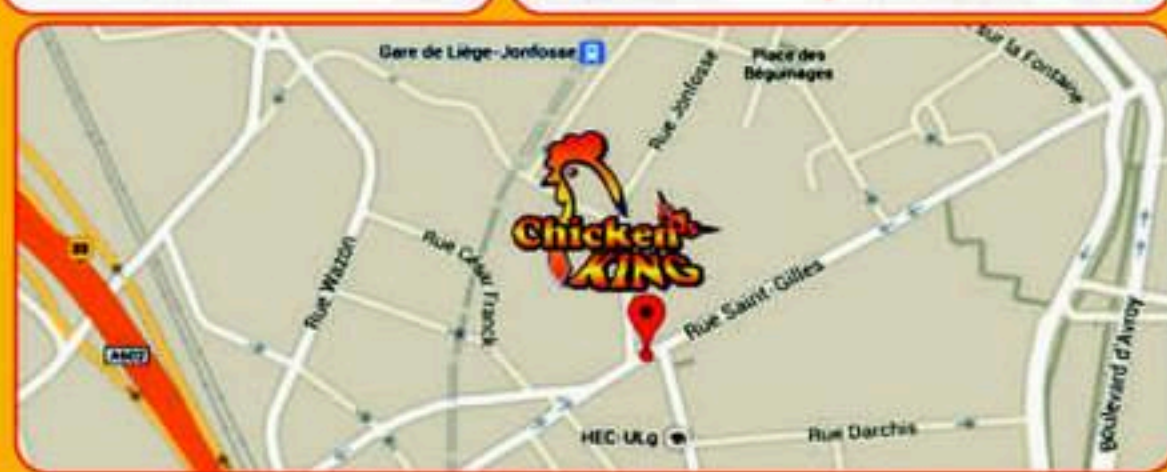 Gare de Liège-Jonfosse
Place des
Béguinages
sur la Fontaine
Rue Jonfosse
Chicken
KING
Rue Wazon
Rue César Franck
Rue Saint-Gilles
A602
Boulevard d'Avroy
HEC-ULg
Rue Darchis